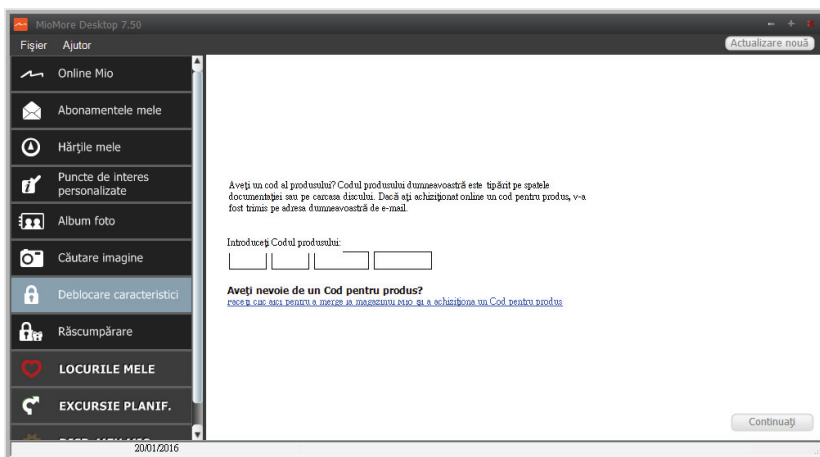 MioMore Desktop 7.50
Fișier Ajutor
Actualizare nouă
Online Mio
Abonamentele mele
Hărțile mele
Puncte de interes
personalizate
Album foto
Căutare imagine
Deblocare caracteristici
Răscumpărare
LOCURILE MELE
EXCURSIE PLANIF.
Aveți un cod al produsului? Codul produsului dumneavoastră este tipărit pe spatele
documentației sau pe carcasa discului. Dacă ați achiziționat online un cod pentru produs, v-a
fost trimis pe adresa dumneavoastră de e-mail.
Introduceți Codul produsului:
Aveți nevoie de un Cod pentru produs?
Faceți clic aici pentru a merge la magazinul Mio și a achiziționa un Cod pentru produs
Continuați
20/01/2016